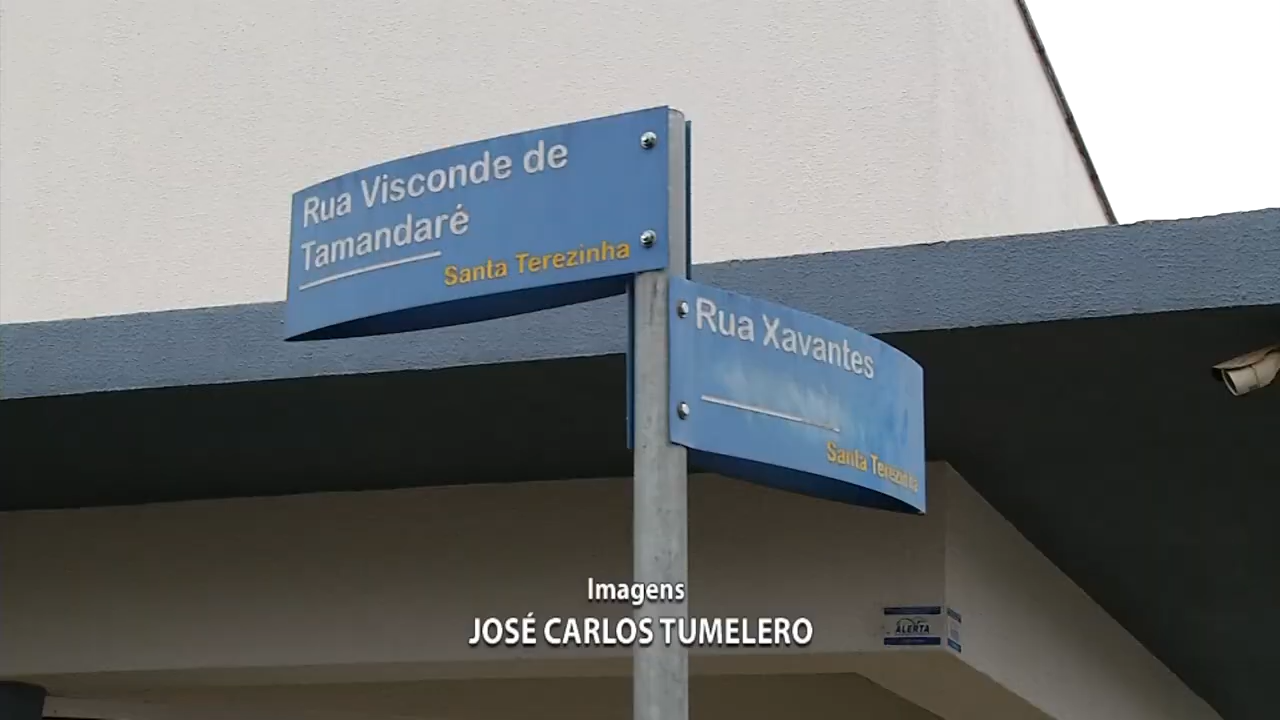 Rua Visconde de
Tamandaré
Santa Terezinha
Rua Xavantes
Santa Terezinha
Imagens
JOSÉ CARLOS TUMELERO
ALERTA